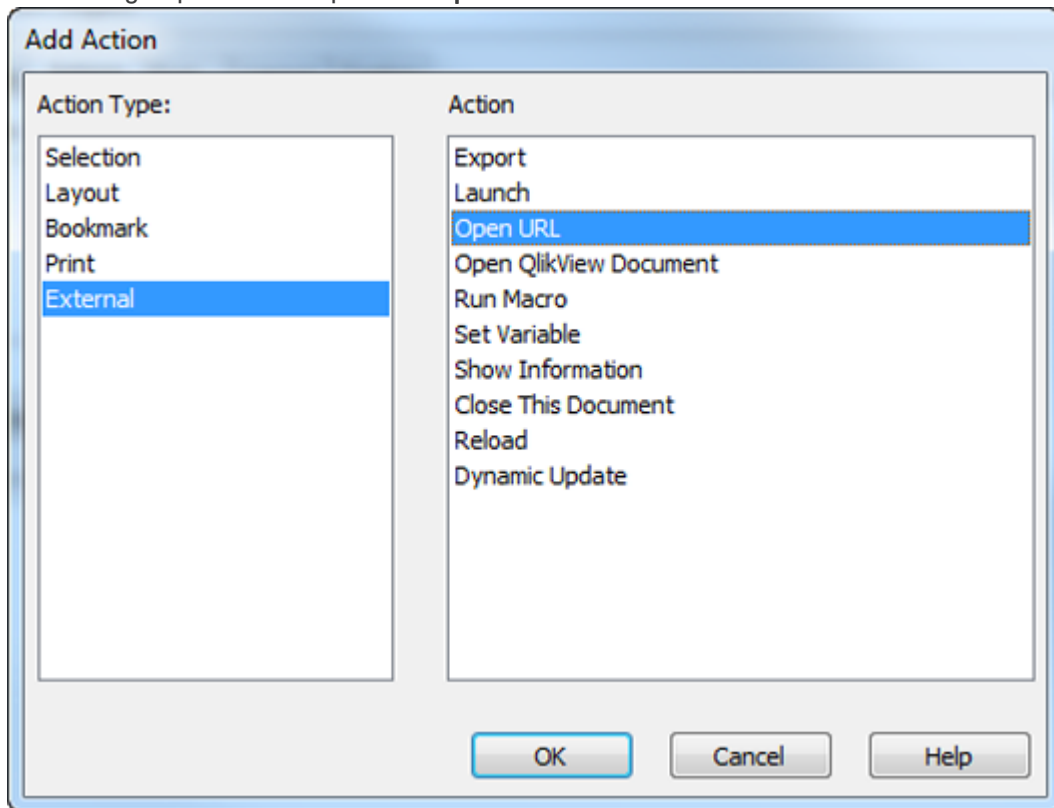 Add Action
Action Type:
Selection
Layout
Bookmark
Print
External
Action
Export
Launch
Open URL
Open QlikView Document
Run Macro
Set Variable
Show Information
Close This Document
Reload
Dynamic Update
OK
Cancel
Help